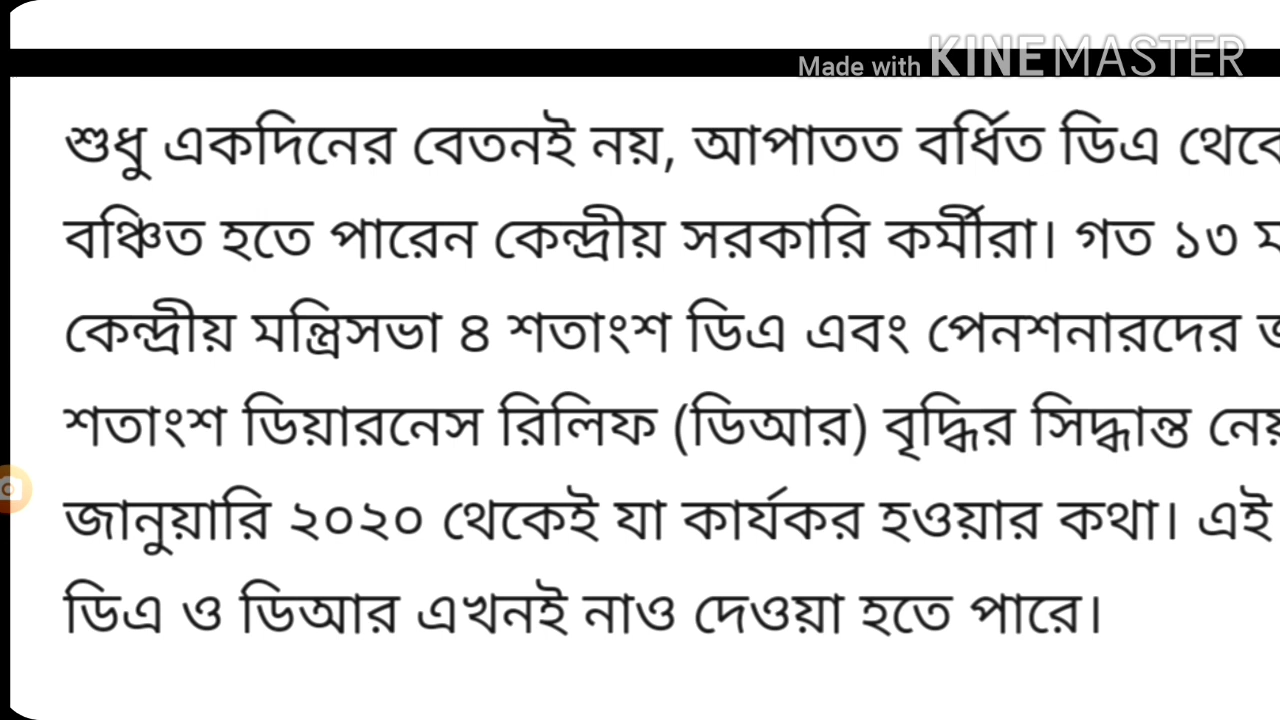 Made with KINEMASTER
শুধু একদিনের বেতনই নয়, আপাতত বর্ধিত ডিএ
বঞ্চিত হতে পারেন কেন্দ্রীয় সরকারি কর্মীরা। গত ১৩
কেন্দ্রীয় মন্ত্রিসভা ৪ শতাংশ ডিএ এবং পেনশনারদের
শতাংশ ডিয়ারনেস রিলিফ (ডিআর) বৃদ্ধির সিদ্ধান্ত
জানুয়ারি ২০২০ থেকেই যা কার্যকর হওয়ার কথা। এই
ডিএ ও ডিআর এখনই নাও দেওয়া হতে পারে।